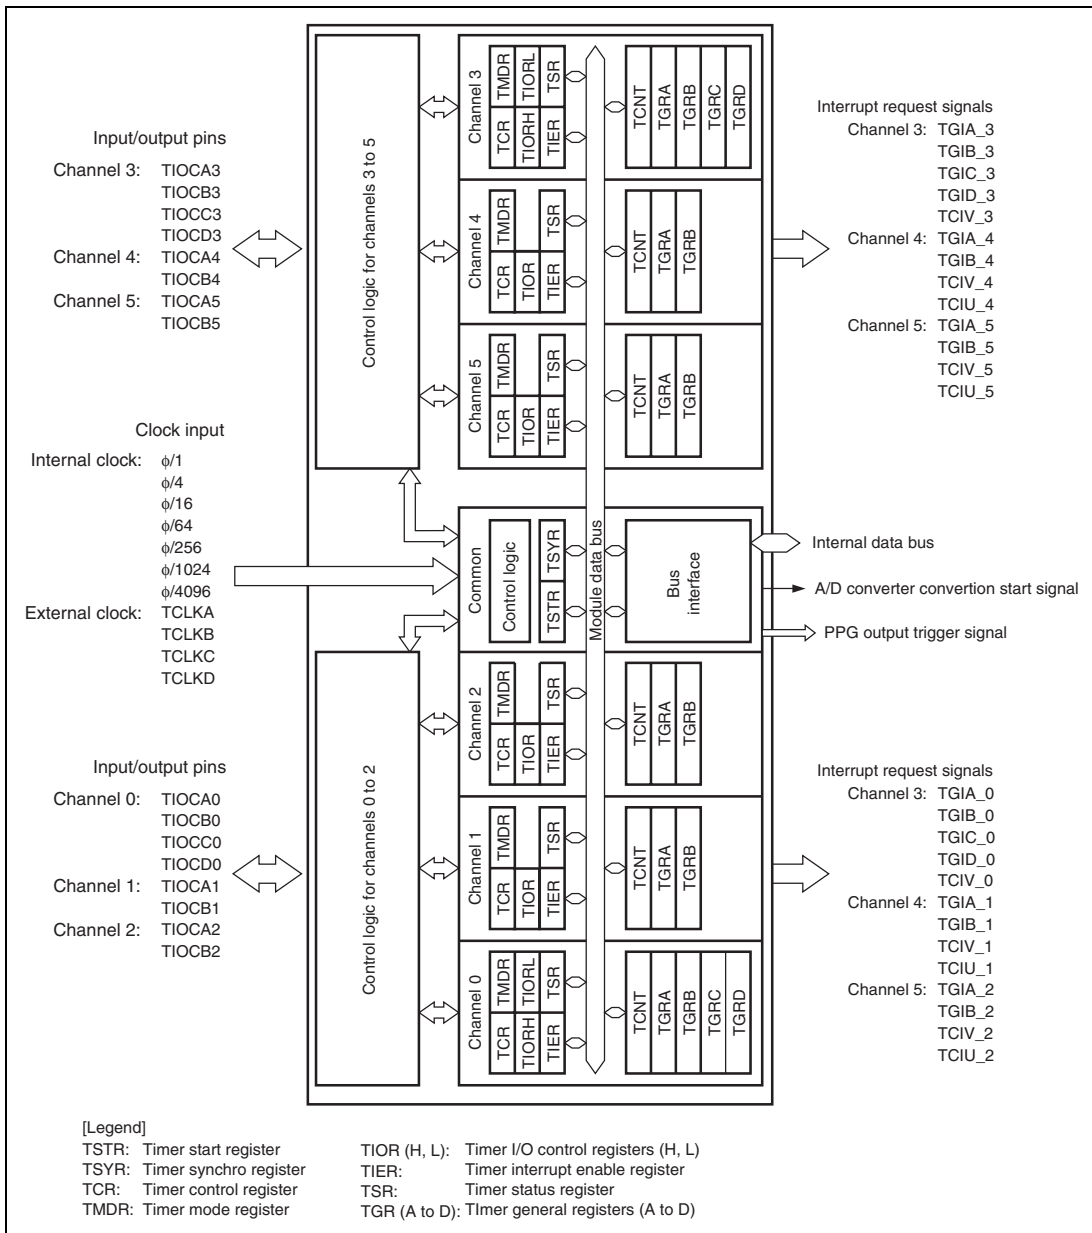 Input/output pins
Channel 3: TIOCA3
TIOCB3
TIOCC3
TIOCD3
Channel 4: TIOCA4
TIOCB4
Channel 5: TIOCA5
TIOCB5
Clock input
Internal clock: ϕ/1
ϕ/4
ϕ/16
ϕ/64
ϕ/256
ϕ/1024
ϕ/4096
External clock: TCLKA
TCLKB
TCLKC
TCLKD
Input/output pins
Channel 0: TIOCA0
TIOCB0
TIOCC0
TIOCD0
Channel 1: TIOCA1
TIOCB1
Channel 2: TIOCA2
TIOCB2
Control logic for channels 3 to 5
Control logic for channels 0 to 2
Channel 3
TCR TMDR
TIORH TIORL
TIER TSR
TCNT
TGRA
TGRB
TGRC
TGRD
Channel 4
TCR TMDR
TIOR
TIER TSR
TCNT
TGRA
TGRB
Channel 5
TCR TMDR
TIOR
TIER TSR
TCNT
TGRA
TGRB
Common
Control logic
TSTR TSYR
Module data bus
Bus
interface
Channel 2
TCR TMDR
TIOR
TIER TSR
TCNT
TGRA
TGRB
Channel 1
TCR TMDR
TIOR
TIER TSR
TCNT
TGRA
TGRB
Channel 0
TCR TMDR
TIORH TIORL
TIER TSR
TCNT
TGRA
TGRB
TGRC
TGRD
Interrupt request signals
Channel 3: TGIA_3
TGIB_3
TGIC_3
TGID_3
TCIV_3
Channel 4: TGIA_4
TGIB_4
TCIV_4
TCIU_4
Channel 5: TGIA_5
TGIB_5
TCIV_5
TCIU_5
Internal data bus
A/D converter convertion start signal
PPG output trigger signal
Interrupt request signals
Channel 3: TGIA_0
TGIB_0
TGIC_0
TGID_0
TCIV_0
Channel 4: TGIA_1
TGIB_1
TCIV_1
TCIU_1
Channel 5: TGIA_2
TGIB_2
TCIV_2
TCIU_2
[Legend]
TSTR: Timer start register
TSYR: Timer synchro register
TCR: Timer control register
TMDR: Timer mode register
TIOR (H, L): Timer I/O control registers (H, L)
TIER: Timer interrupt enable register
TSR: Timer status register
TGR (A to D): TImer general registers (A to D)